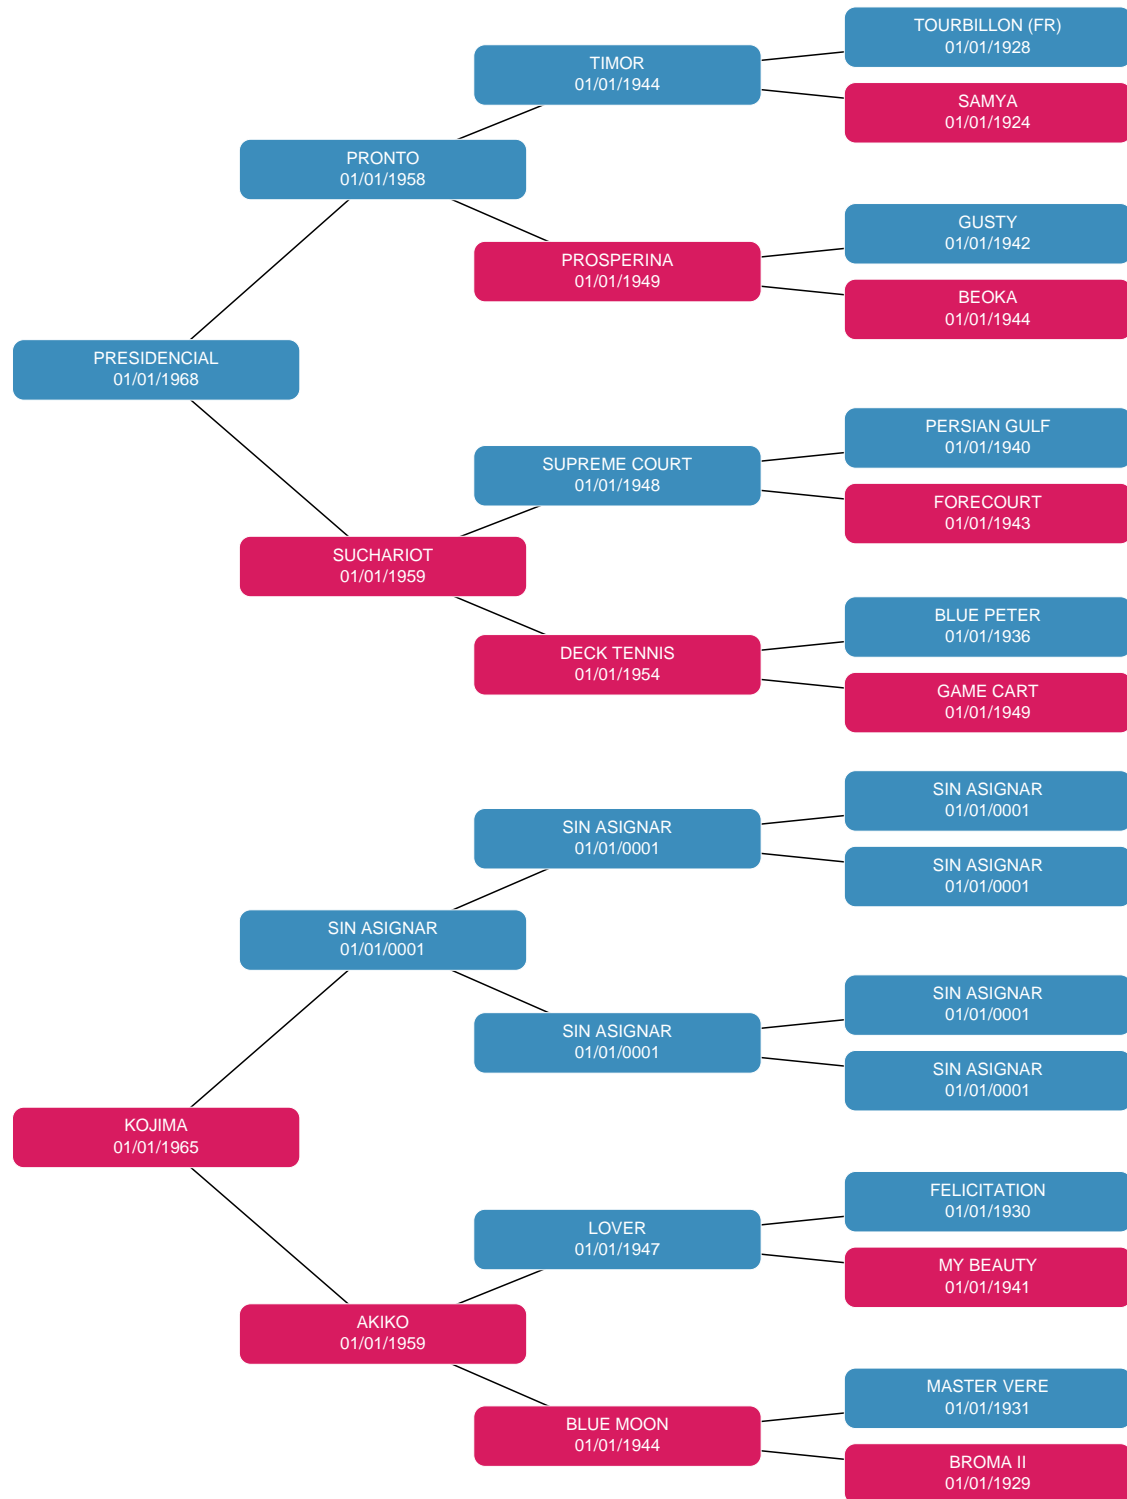 TOURBILLON (FR)
01/01/1928
TIMOR
01/01/1944
SAMYA
01/01/1924
PRONTO
01/01/1958
GUSTY
01/01/1942
PROSPERINA
01/01/1949
BEOKA
01/01/1944
PRESIDENCIAL
01/01/1968
PERSIAN GULF
01/01/1940
SUPREME COURT
01/01/1948
FORECOURT
01/01/1943
SUCHARIOT
01/01/1959
BLUE PETER
01/01/1936
DECK TENNIS
01/01/1954
GAME CART
01/01/1949
SIN ASIGNAR
01/01/0001
SIN ASIGNAR
01/01/0001
SIN ASIGNAR
01/01/0001
SIN ASIGNAR
01/01/0001
SIN ASIGNAR
01/01/0001
SIN ASIGNAR
01/01/0001
SIN ASIGNAR
01/01/0001
KOJIMA
01/01/1965
FELICITATION
01/01/1930
LOVER
01/01/1947
MY BEAUTY
01/01/1941
AKIKO
01/01/1959
MASTER VERE
01/01/1931
BLUE MOON
01/01/1944
BROMA II
01/01/1929